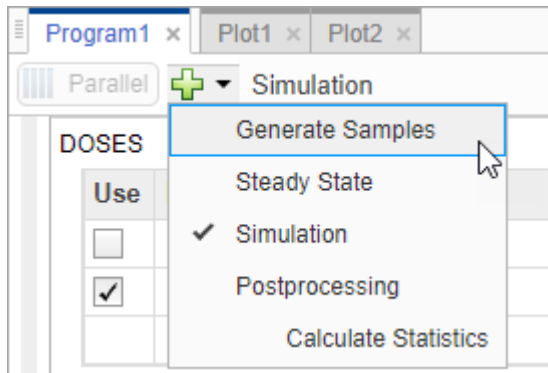 Program1 Plot1 Plot2
Parallel Simulation
DOSES
Generate Samples
Use
Steady State
Simulation
Postprocessing
Calculate Statistics